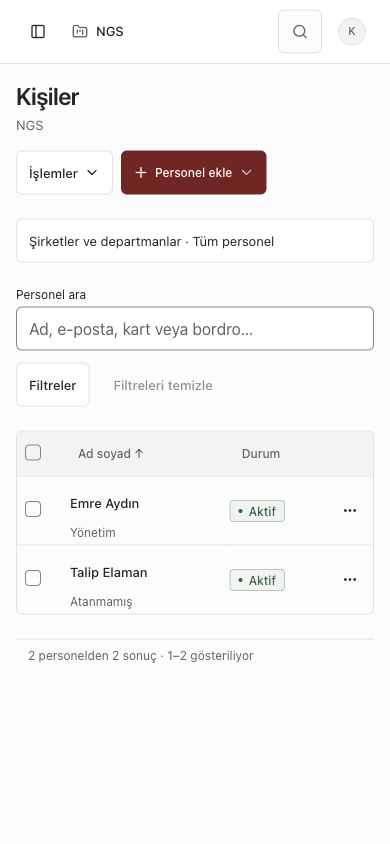 NGS
K
Kişiler
NGS
İşlemler
Personel ekle
Şirketler ve departmanlar · Tüm personel
Personel ara
Ad, e-posta, kart veya bordro...
Filtreler Filtreleri temizle
Ad soyad ↑ Durum
Emre Aydın
• Aktif
Yönetim
Talip Elaman
• Aktif
Atanmamış
2 personelden 2 sonuç · 1–2 gösteriliyor